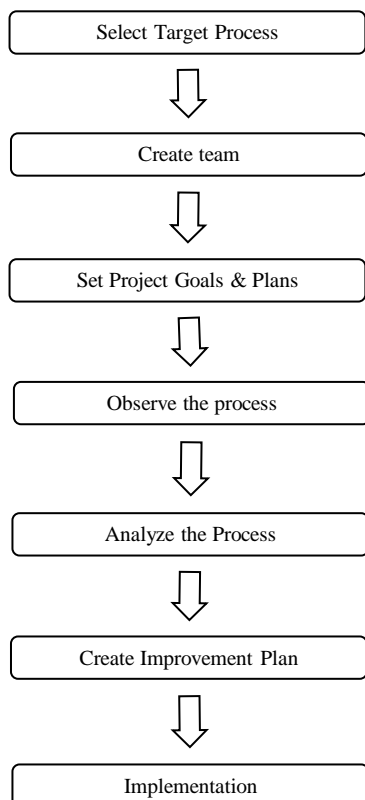 Select Target Process
Create team
Set Project Goals & Plans
Observe the process
Analyze the Process
Create Improvement Plan
Implementation